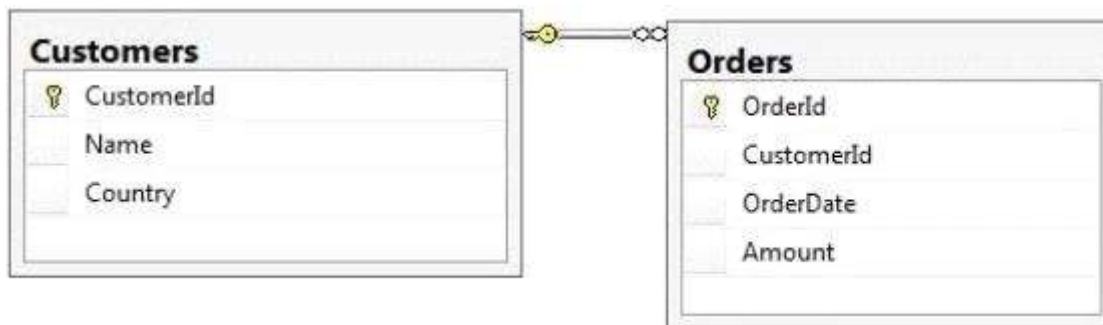 Customers
CustomerId
Name
Country
Orders
OrderId
CustomerId
OrderDate
Amount